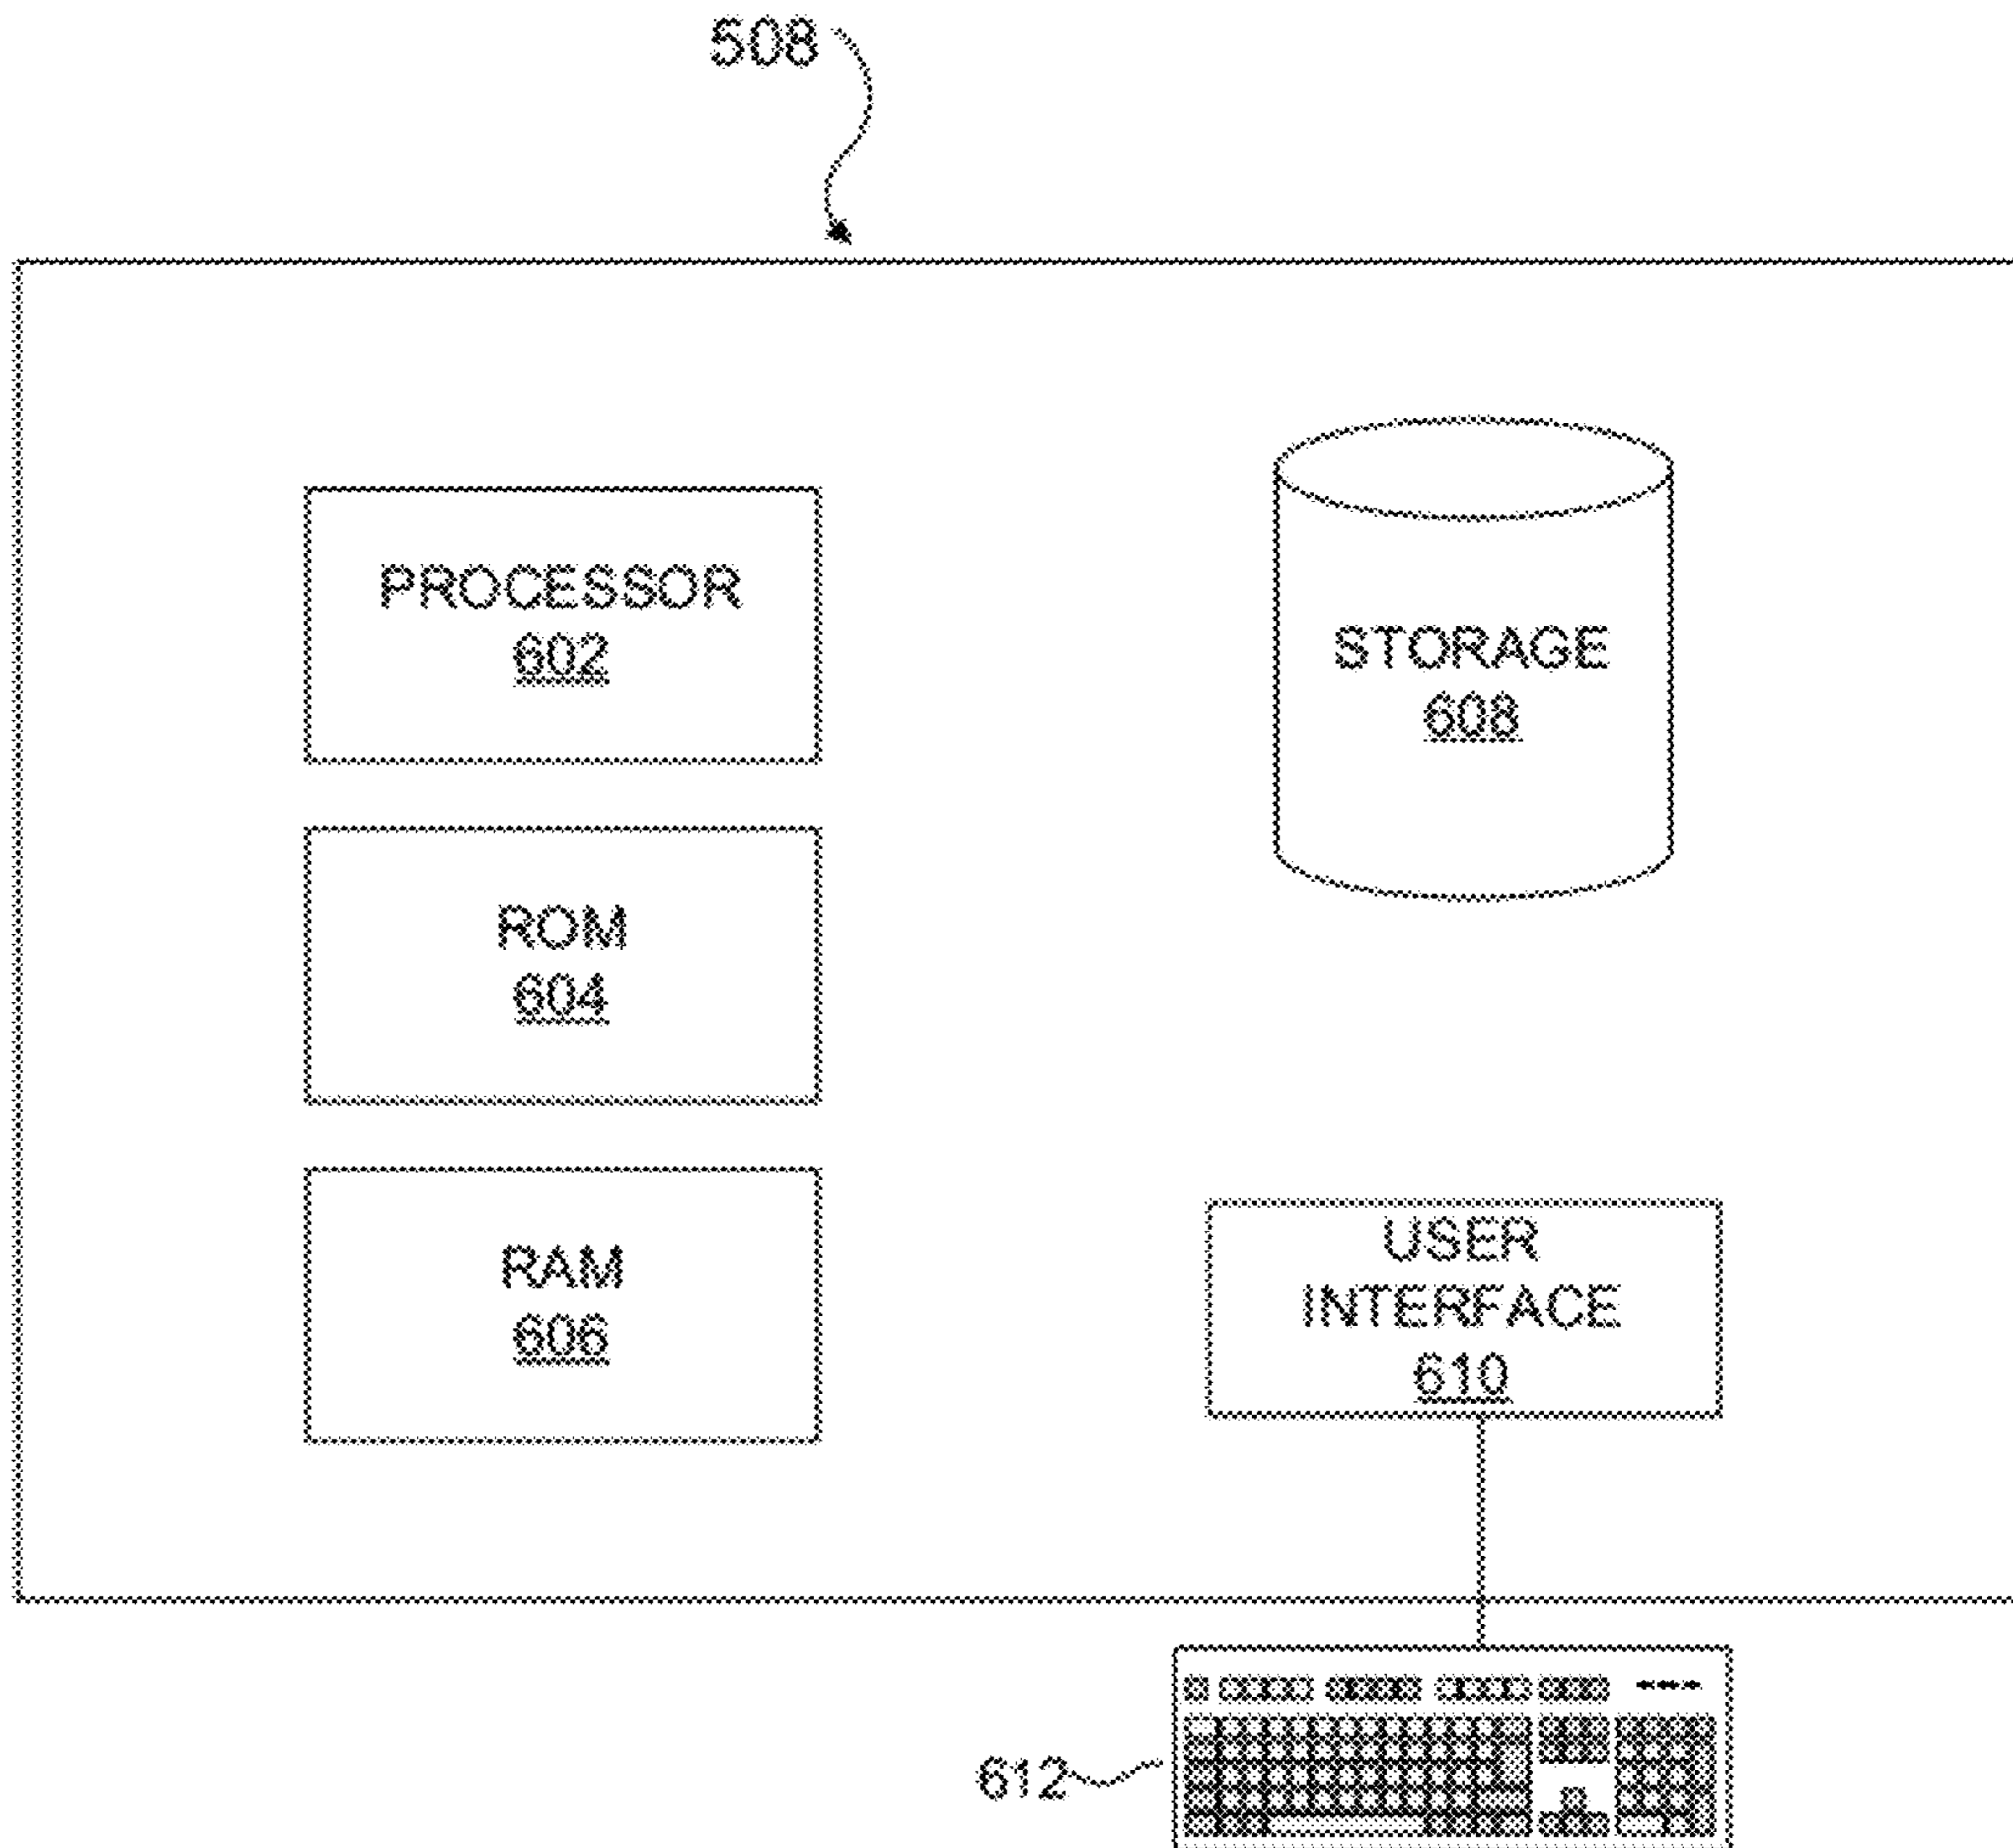 508
PROCESSOR
602
STORAGE
608
ROM
604
RAM
606
USER
INTERFACE
610
612